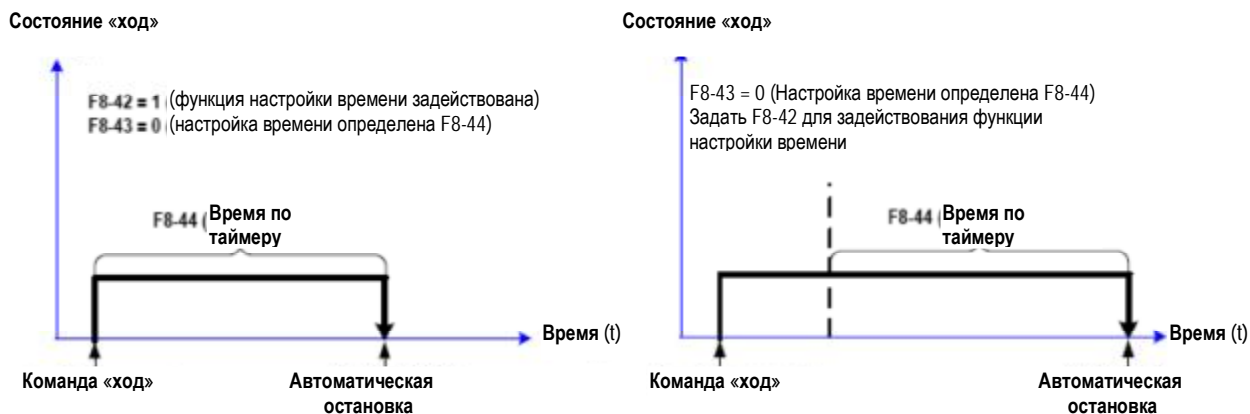 Состояние «ход»
F8-42 = 1 (функция настройки времени задействована)
F8-43 = 0 (настройка времени определена F8-44)
F8-44 (Время по
таймеру
Время (t)
Команда «ход»
Автоматическая
остановка
Состояние «ход»
F8-43 = 0 (Настройка времени определена F8-44)
Задать F8-42 для задействования функции
настройки времени
F8-44 (Время по
таймеру
Время (t)
Команда «ход»
Автоматическая
остановка